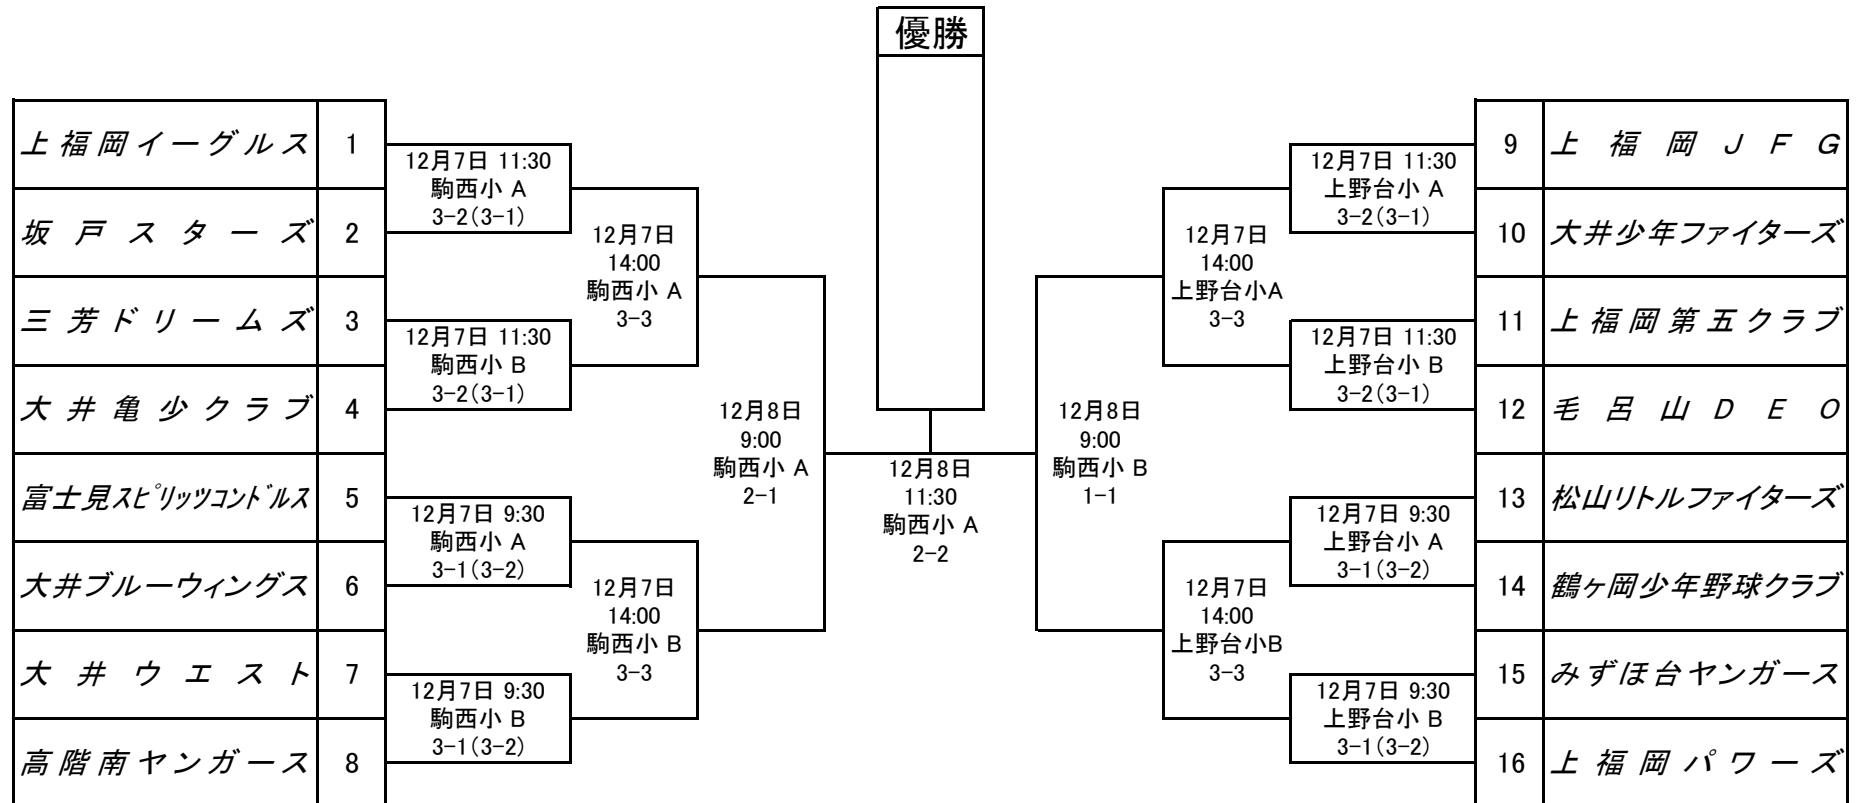 優勝
上福岡イーグルス 1
坂戸スターズ 2
三芳ドリームズ 3
大井亀少クラブ 4
富士見スピリッツコンドルス 5
大井ブルーウィングス 6
大井ウエスト 7
高階南ヤンガース 8
12月7日 11:30
駒西小 A
3-2(3-1)
12月7日 11:30
駒西小 B
3-2(3-1)
12月7日 9:30
駒西小 A
3-1(3-2)
12月7日 9:30
駒西小 B
3-1(3-2)
12月7日
14:00
駒西小 A
3-3
12月7日
14:00
駒西小 B
3-3
12月8日
9:00
駒西小 A
2-1
12月8日
11:30
駒西小 A
2-2
12月8日
9:00
駒西小 B
1-1
12月7日
14:00
上野台小A
3-3
12月7日
14:00
上野台小B
3-3
12月7日 11:30
上野台小 A
3-2(3-1)
12月7日 11:30
上野台小 B
3-2(3-1)
12月7日 9:30
上野台小 A
3-1(3-2)
12月7日 9:30
上野台小 B
3-1(3-2)
9 上福岡JFG
10 大井少年ファイターズ
11 上福岡第五クラブ
12 毛呂山DEO
13 松山リトルファイターズ
14 鶴ヶ岡少年野球クラブ
15 みずほ台ヤンガース
16 上福岡パワーズ